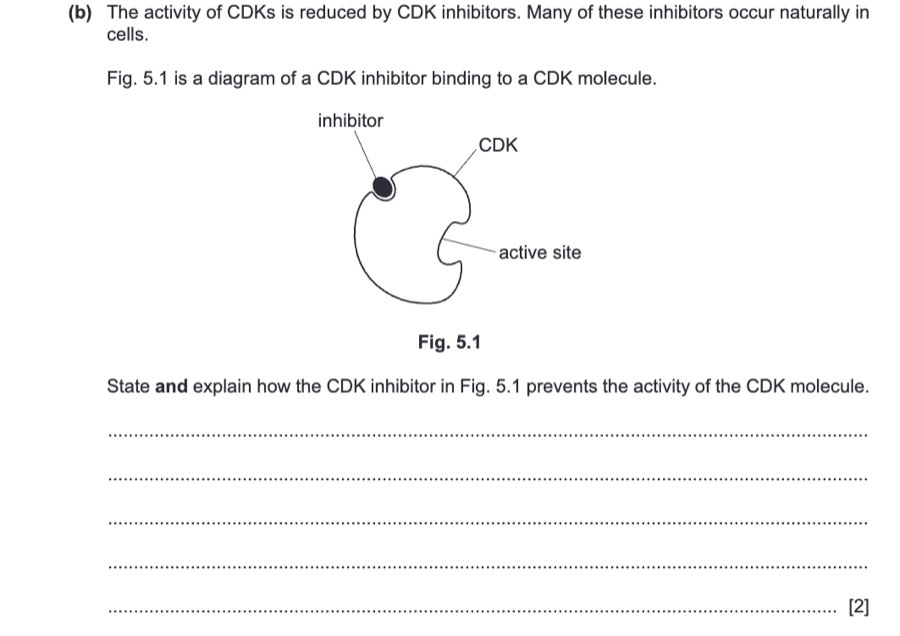 (b) The activity of CDKs is reduced by CDK inhibitors. Many of these inhibitors occur naturally in
cells.
Fig. 5.1 is a diagram of a CDK inhibitor binding to a CDK molecule.
inhibitor
CDK
active site
Fig. 5.1
State and explain how the CDK inhibitor in Fig. 5.1 prevents the activity of the CDK molecule.
[2]